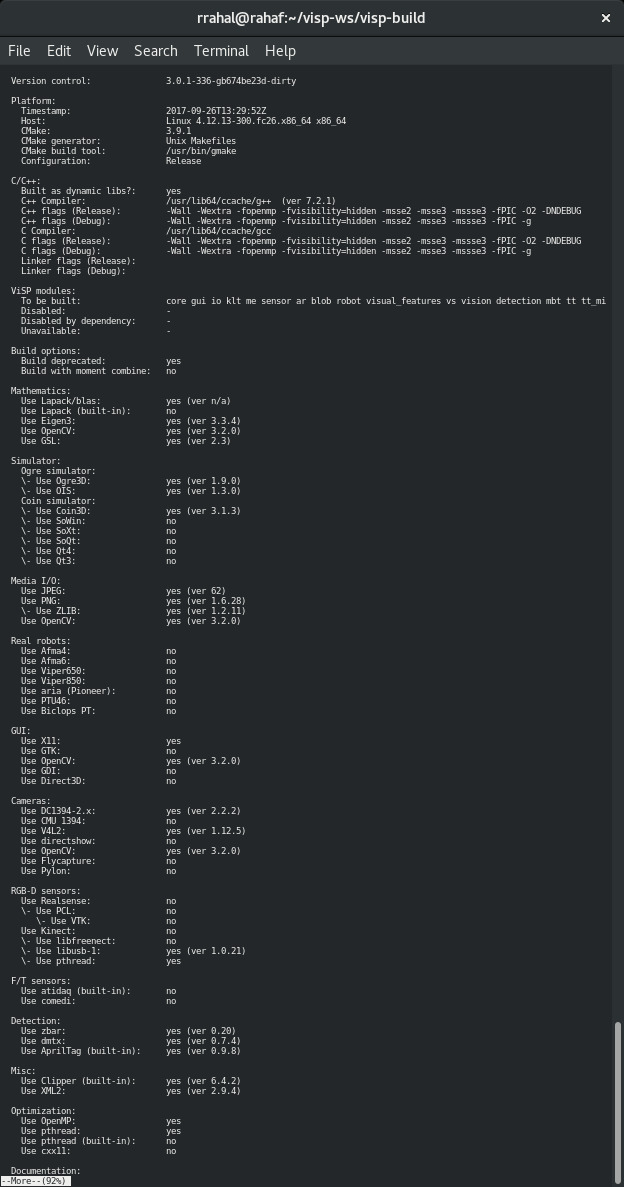 rrahal@rahaf:~/visp-ws/visp-build
File Edit View Search Terminal Help
Version control: 3.0.1-336-gb674be23d-dirty
Platform:
Timestamp: 2017-09-26T13:29:52Z
Host: Linux 4.12.13-300.fc26.x86_64 x86_64
CMake: 3.9.1
CMake generator: Unix Makefiles
CMake build tool: /usr/bin/gmake
Configuration: Release
C/C++:
Built as dynamic libs?: yes
C++ Compiler: /usr/lib64/ccache/g++ (ver 7.2.1)
C++ flags (Release): -Wall -Wextra -fopenmp -fvisibility=hidden -msse2 -msse3 -mssse3 -fPIC -O2 -DNDEBUG
C++ flags (Debug): -Wall -Wextra -fopenmp -fvisibility=hidden -msse2 -msse3 -mssse3 -fPIC -g
C Compiler: /usr/lib64/ccache/gcc
C flags (Release): -Wall -Wextra -fopenmp -fvisibility=hidden -msse2 -msse3 -mssse3 -fPIC -O2 -DNDEBUG
C flags (Debug): -Wall -Wextra -fopenmp -fvisibility=hidden -msse2 -msse3 -mssse3 -fPIC -g
Linker flags (Release):
Linker flags (Debug):
ViSP modules:
To be built: core gui io klt me sensor ar blob robot visual_features vs vision detection mbt tt tt_mi
Disabled: -
Disabled by dependency: -
Unavailable: -
Build options:
Build deprecated: yes
Build with moment combine: no
Mathematics:
Use Lapack/blas: yes (ver n/a)
Use Lapack (built-in): no
Use Eigen3: yes (ver 3.3.4)
Use OpenCV: yes (ver 3.2.0)
Use GSL: yes (ver 2.3)
Simulator:
Ogre simulator:
\- Use Ogre3D: yes (ver 1.9.0)
\- Use OIS: yes (ver 1.3.0)
Coin simulator:
\- Use Coin3D: yes (ver 3.1.3)
\- Use SoWin: no
\- Use SoXt: no
\- Use SoQt: no
\- Use Qt4: no
\- Use Qt3: no
Media I/O:
Use JPEG: yes (ver 62)
Use PNG: yes (ver 1.6.28)
\- Use ZLIB: yes (ver 1.2.11)
Use OpenCV: yes (ver 3.2.0)
Real robots:
Use Afma4: no
Use Afma6: no
Use Viper650: no
Use Viper850: no
Use aria (Pioneer): no
Use PTU46: no
Use Biclops PT: no
GUI:
Use X11: yes
Use GTK: no
Use OpenCV: yes (ver 3.2.0)
Use GDI: no
Use Direct3D: no
Cameras:
Use DC1394-2.x: yes (ver 2.2.2)
Use CMU 1394: no
Use V4L2: yes (ver 1.12.5)
Use directshow: no
Use OpenCV: yes (ver 3.2.0)
Use Flycapture: no
Use Pylon: no
RGB-D sensors:
Use Realsense: no
\- Use PCL: no
\- Use VTK: no
Use Kinect: no
\- Use libfreenect: no
\- Use libusb-1: yes (ver 1.0.21)
\- Use pthread: yes
F/T sensors:
Use atidaq (built-in): no
Use comedi: no
Detection:
Use zbar: yes (ver 0.20)
Use dmtx: yes (ver 0.7.4)
Use AprilTag (built-in): yes (ver 0.9.8)
Misc:
Use Clipper (built-in): yes (ver 6.4.2)
Use XML2: yes (ver 2.9.4)
Optimization:
Use OpenMP: yes
Use pthread: yes
Use pthread (built-in): no
Use cxx11: no
Documentation:
--More--(92%)